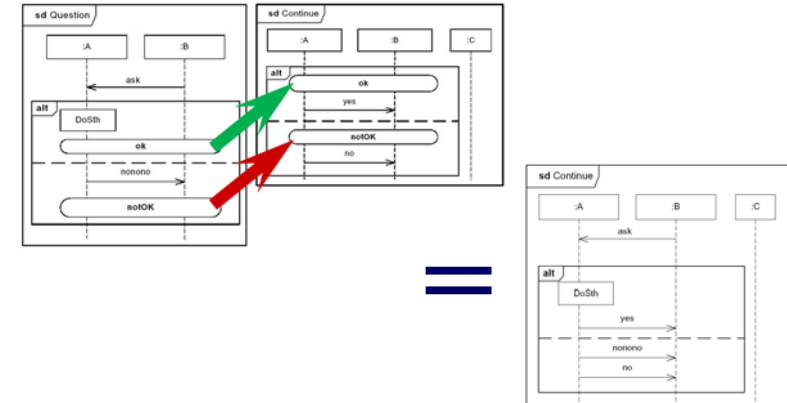 sd Question
:A
:B
ask
alt
DoSth
ok
nonono
notOK
sd Continue
:A
:B
:C
alt
ok
yes
notOK
no
sd Continue
:A
:B
:C
ask
alt
DoSth
yes
nonono
no